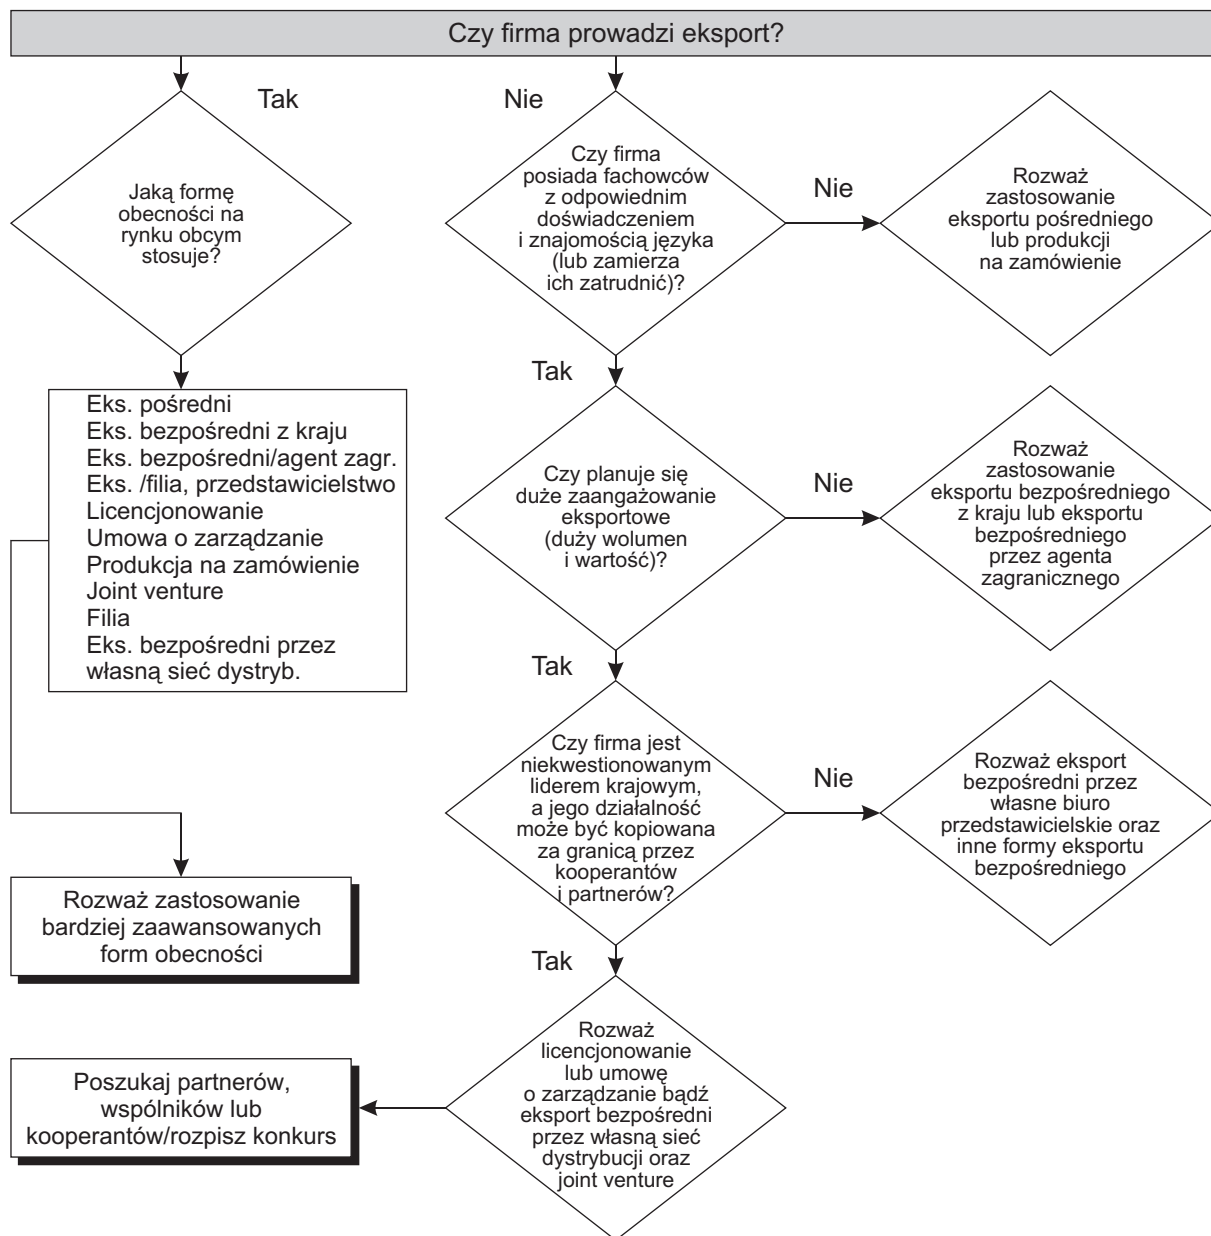 Czy firma prowadzi eksport?
Tak
Jaką formę
obecności na
rynku obcym
stosuje?
Eks. pośredni
Eks. bezpośredni z kraju
Eks. bezpośredni/agent zagr.
Eks. /filia, przedstawicielstwo
Licencjonowanie
Umowa o zarządzanie
Produkcja na zamówienie
Joint venture
Filia
Eks. bezpośredni przez
własną sieć dystryb.
Rozważ zastosowanie
bardziej zaawansowanych
form obecności
Nie
Czy firma
posiada fachowców
z odpowiednim
doświadczeniem
i znajomością języka
(lub zamierza
ich zatrudnić)?
Nie
Rozważ
zastosowanie
eksportu pośredniego
lub produkcji
na zamówienie
Tak
Czy planuje się
duże zaangażowanie
eksportowe
(duży wolumen
i wartość)?
Nie
Rozważ
zastosowanie
eksportu bezpośredniego
z kraju lub eksportu
bezpośredniego
przez agenta
zagranicznego
Tak
Czy firma jest
niekwestionowanym
liderem krajowym,
a jego działalność
może być kopiowana
za granicą przez
kooperantów
i partnerów?
Nie
Rozważ eksport
bezpośredni przez
własne biuro
przedstawicielskie oraz
inne formy eksportu
bezpośredniego
Tak
Rozważ
licencjonowanie
lub umowę
o zarządzanie bądź
eksport bezpośredni
przez własną sieć
dystrybucji oraz
joint venture
Poszukaj partnerów,
wspólników lub
kooperantów/rozpisz konkurs